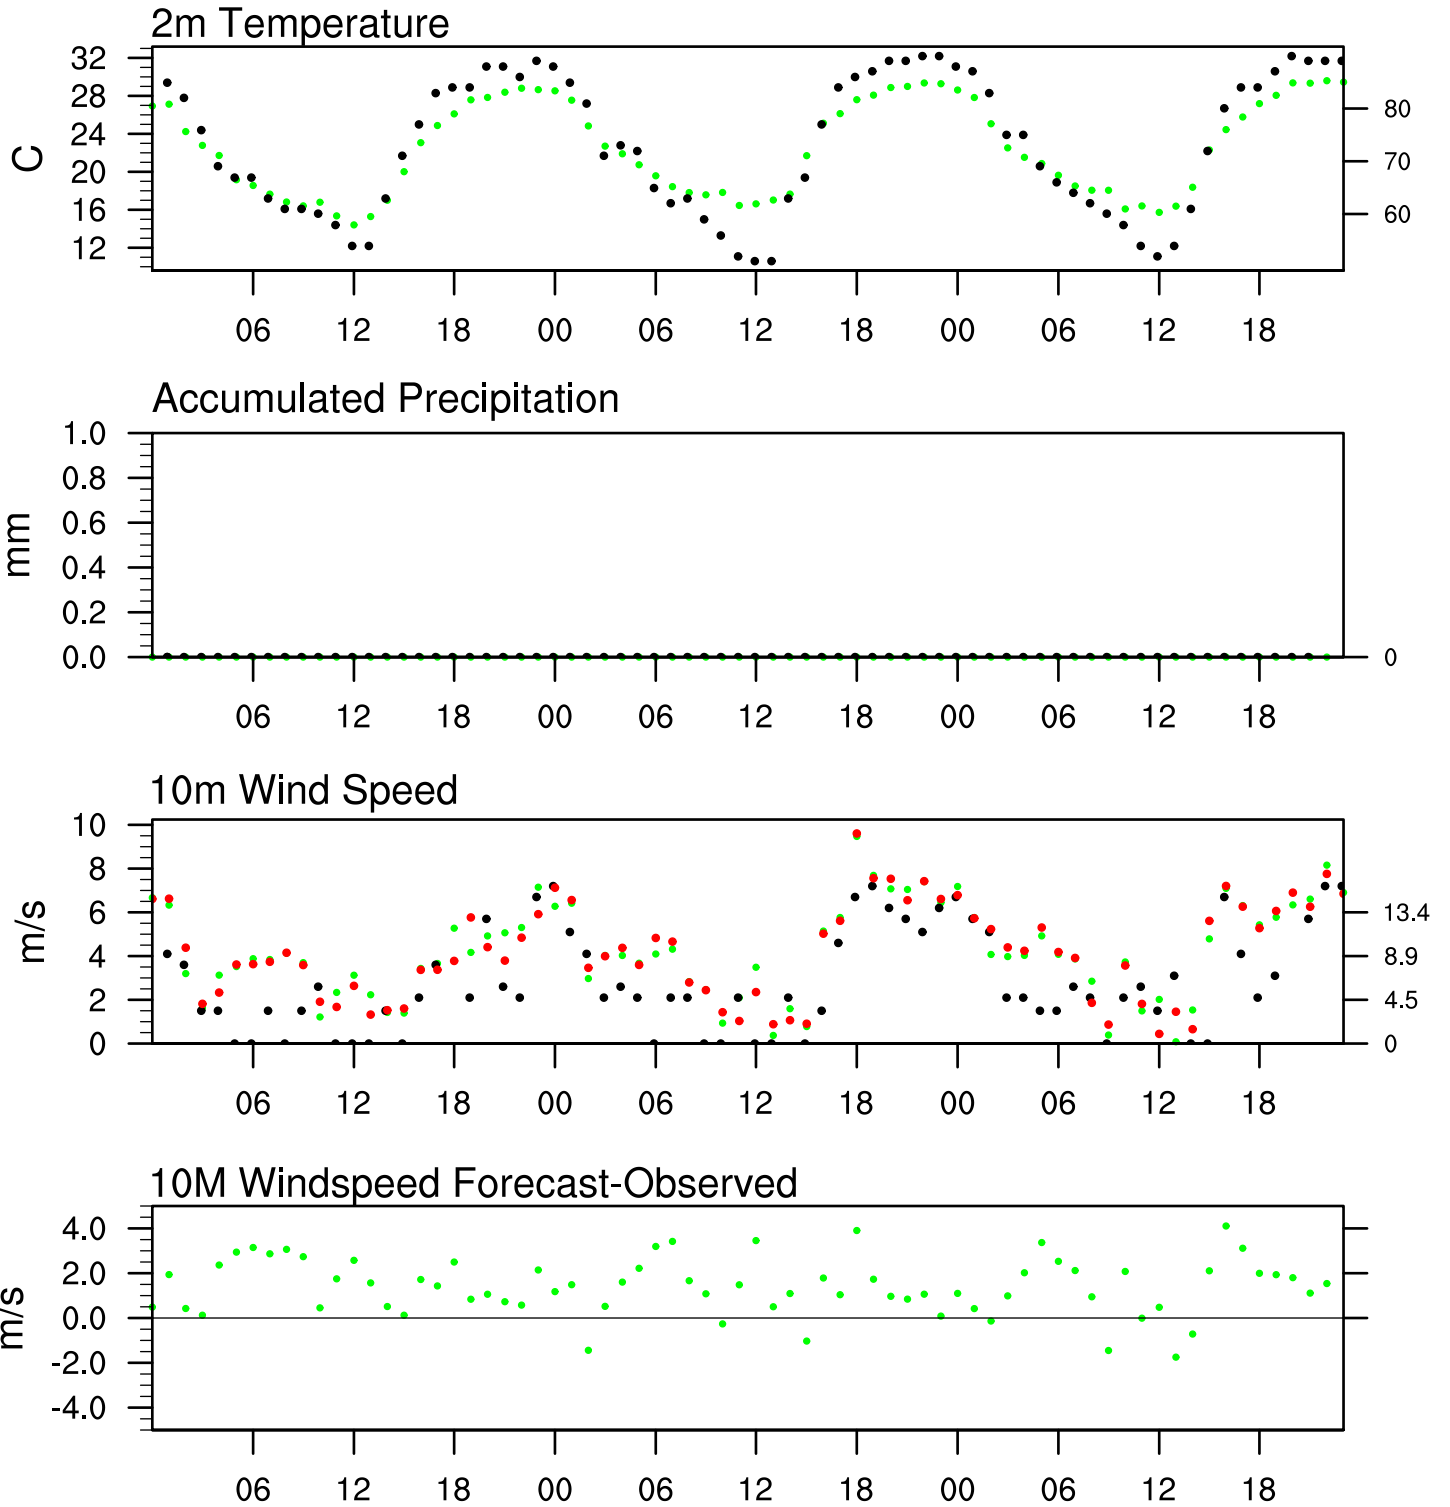 2m Temperature
32
28
24
20
16
12
C
80
70
60
06 12 18 00 06 12 18 00 06 12 18
Accumulated Precipitation
1.0
0.8
0.6
0.4
0.2
0.0
mm
0
06 12 18 00 06 12 18 00 06 12 18
10m Wind Speed
10
8
6
4
2
0
m/s
13.4
8.9
4.5
0
06 12 18 00 06 12 18 00 06 12 18
10M Windspeed Forecast-Observed
4.0
2.0
0.0
-2.0
-4.0
m/s
06 12 18 00 06 12 18 00 06 12 18